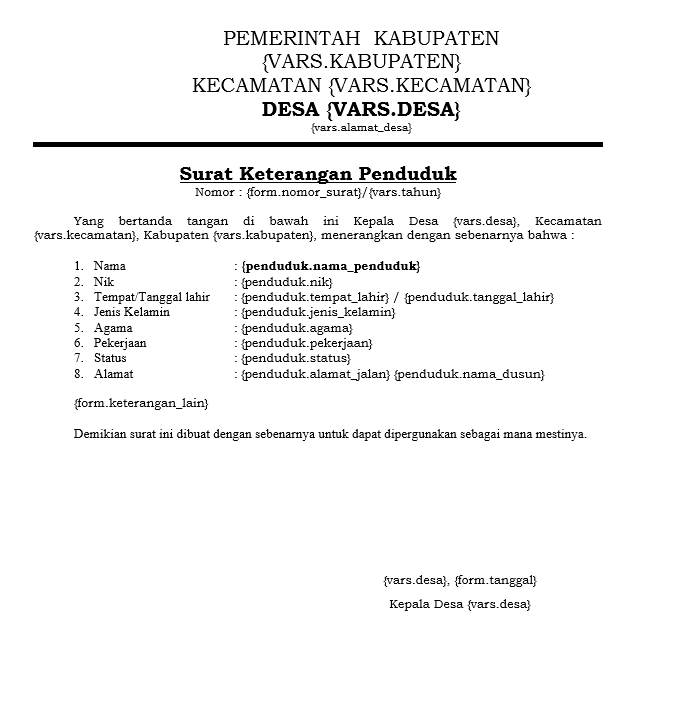 PEMERINTAH KABUPATEN
{VARS.KABUPATEN}
KECAMATAN {VARS.KECAMATAN}
DESA {VARS.DESA}
{vars.alamat_desa}
Surat Keterangan Penduduk
Nomor : {form.nomor_surat}/{vars.tahun}
Yang bertanda tangan di bawah ini Kepala Desa {vars.desa}, Kecamatan
{vars.kecamatan}, Kabupaten {vars.kabupaten}, menerangkan dengan sebenarnya bahwa :
1. Nama : {penduduk.nama_penduduk}
2. Nik : {penduduk.nik}
3. Tempat/Tanggal lahir : {penduduk.tempat_lahir} / {penduduk.tanggal_lahir}
4. Jenis Kelamin : {penduduk.jenis_kelamin}
5. Agama : {penduduk.agama}
6. Pekerjaan : {penduduk.pekerjaan}
7. Status : {penduduk.status}
8. Alamat : {penduduk.alamat_jalan} {penduduk.nama_dusun}
{form.keterangan_lain}
Demikian surat ini dibuat dengan sebenarnya untuk dapat dipergunakan sebagai mana mestinya.
{vars.desa}, {form.tanggal}
Kepala Desa {vars.desa}